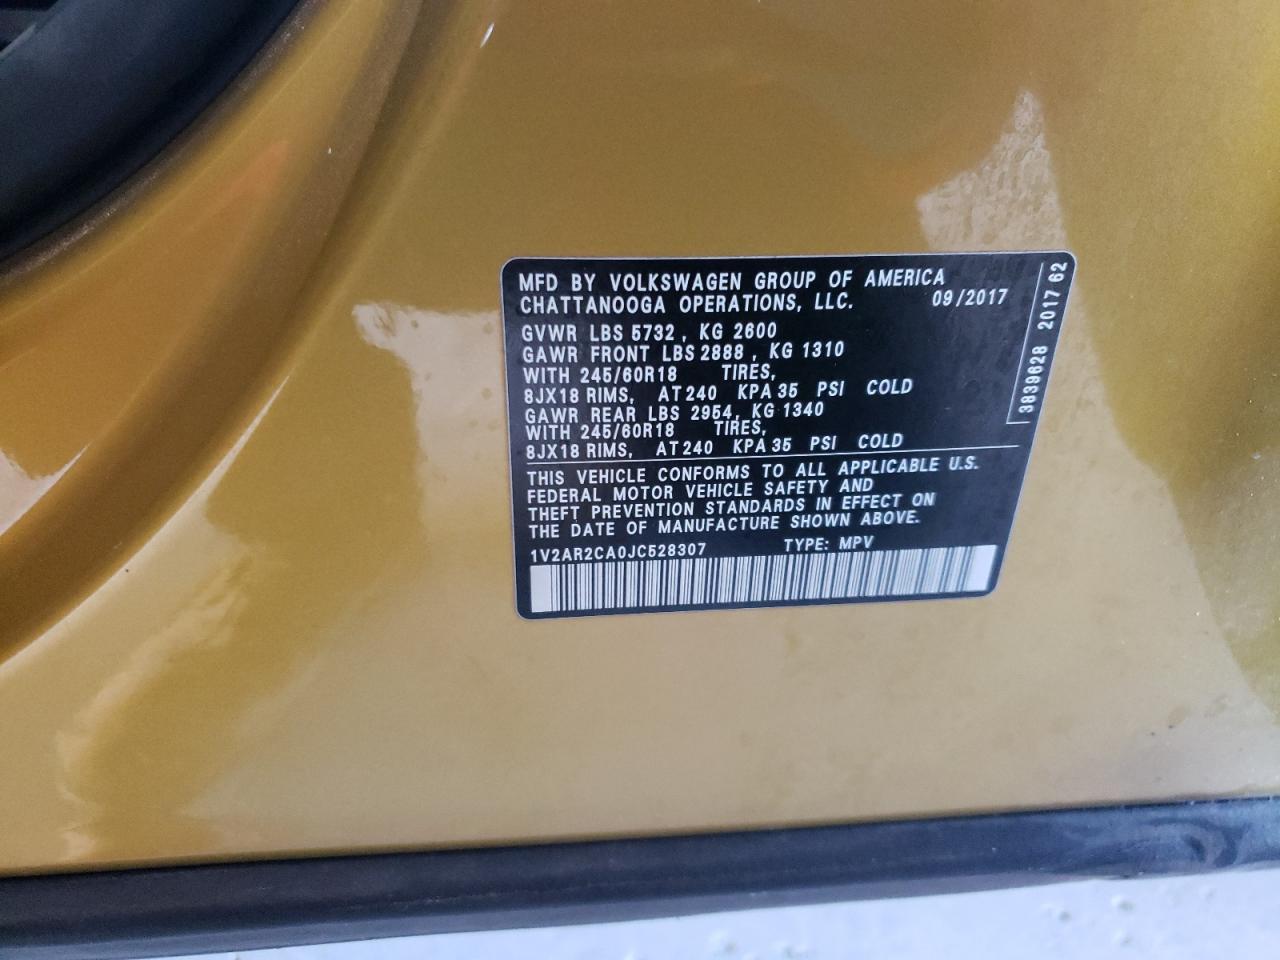 MFD BY VOLKSWAGEN GROUP OF AMERICA
CHATTANOOGA OPERATIONS, LLC. 09/2017
GVWR LBS 5732, KG 2600
GAWR FRONT LBS 2888, KG 1310
WITH 245/60R18 TIRES,
8JX18 RIMS, AT 240 KPA 35 PSI COLD
GAWR REAR LBS 2954, KG 1340
WITH 245/60R18 TIRES,
8JX18 RIMS, AT 240 KPA 35 PSI COLD
THIS VEHICLE CONFORMS TO ALL APPLICABLE U.S.
FEDERAL MOTOR VEHICLE SAFETY AND
THEFT PREVENTION STANDARDS IN EFFECT ON
THE DATE OF MANUFACTURE SHOWN ABOVE.
1V2AR2CA0JC528307 TYPE: MPV
3839628 2017 62